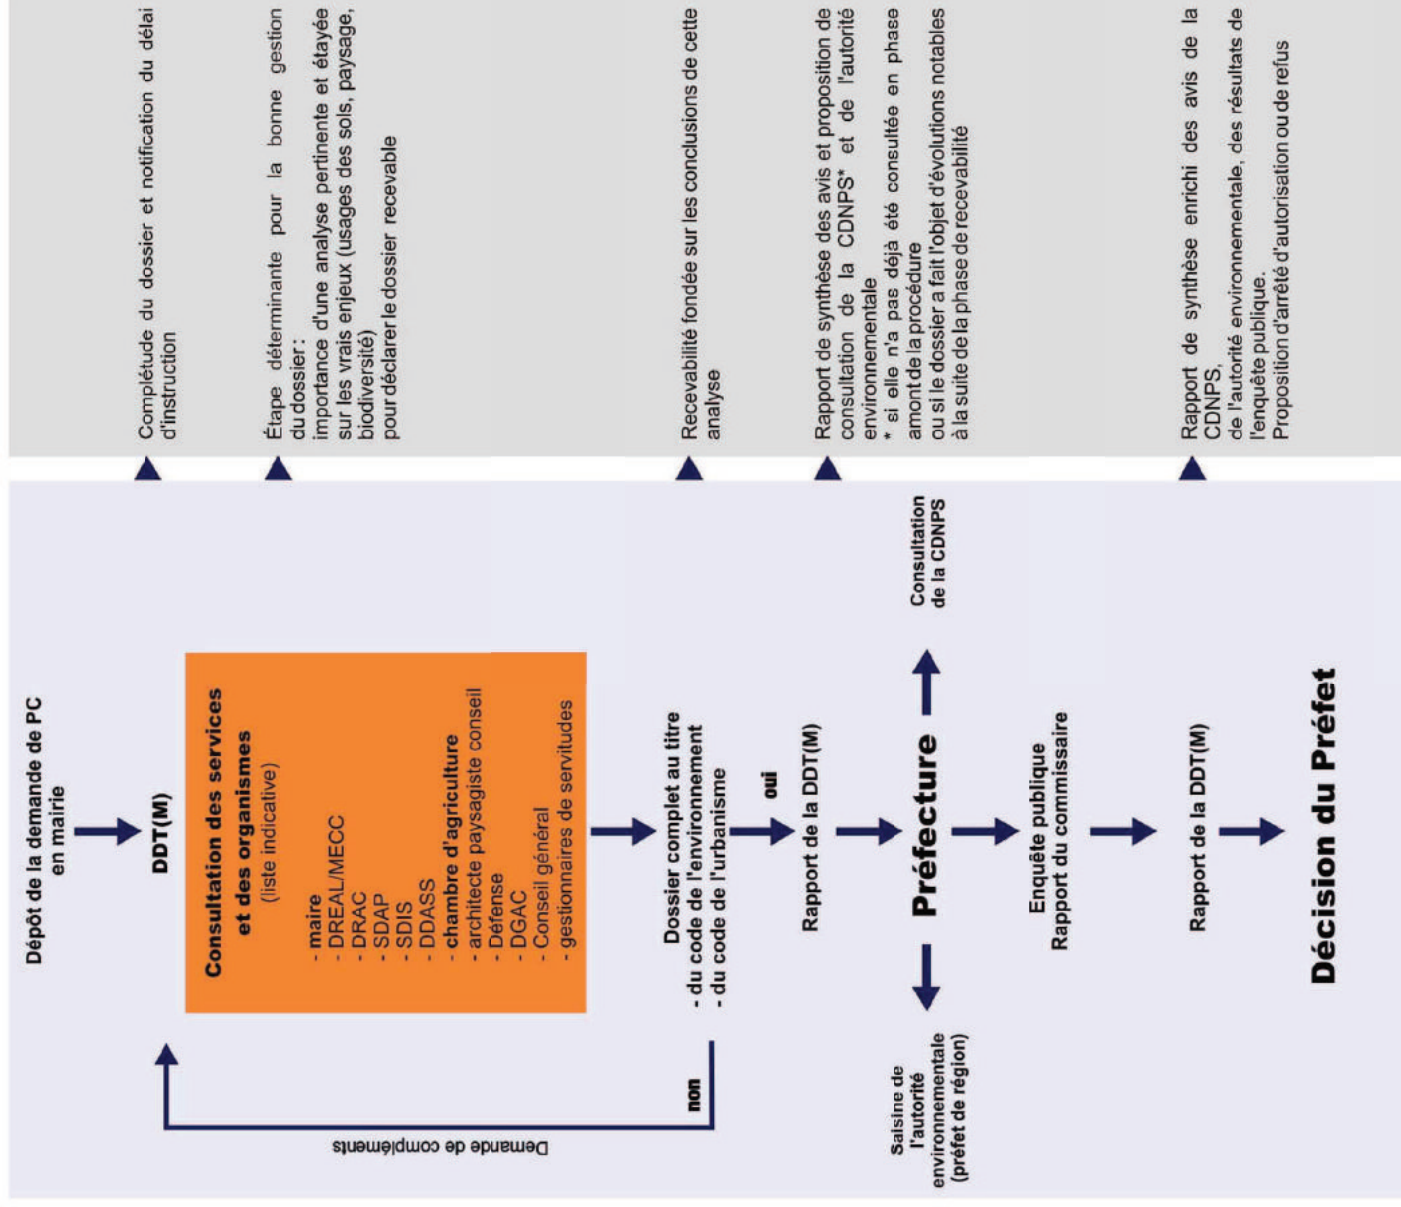 Dépôt de la demande de PC
en mairie
DDT(M)
Consultation des services
et des organismes
(liste indicative)
- maire
- DREAL/MECC
- DRAC
- SDAP
- SDIS
- DDASS
- chambre d'agriculture
- architecte paysagiste conseil
- Défense
- DGAC
- Conseil général
- gestionnaires de servitudes
Demande de compléments
non
Dossier complet au titre
- du code de l'environnement
- du code de l'urbanisme
oui
Rapport de la DDT(M)
Saisine de
l'autorité
environnementale
(préfet de région)
Préfecture
Consultation
de la CDNPS
Enquête publique
Rapport du commissaire
Rapport de la DDT(M)
Décision du Préfet
Complétude du dossier et notification du délai
d'instruction
Étape déterminante pour la bonne gestion
du dossier :
importance d'une analyse pertinente et étayée
sur les vrais enjeux (usages des sols, paysage,
biodiversité)
pour déclarer le dossier recevable
Recevabilité fondée sur les conclusions de cette
analyse
Rapport de synthèse des avis et proposition de
consultation de la CDNPS* et de l'autorité
environnementale
* si elle n'a pas déjà été consultée en phase
amont de la procédure
ou si le dossier a fait l'objet d'évolutions notables
à la suite de la phase de recevabilité
Rapport de synthèse enrichi des avis de la
CDNPS,
de l'autorité environnementale, des résultats de
l'enquête publique.
Proposition d'arrêté d'autorisation ou de refus